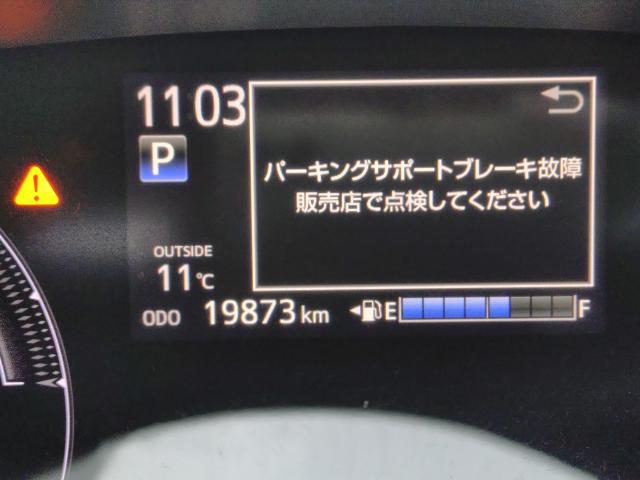 11 03
P
パーキングサポートブレーキ故障
販売店で点検してください
OUTSIDE
11℃
ODO 19873 km E F